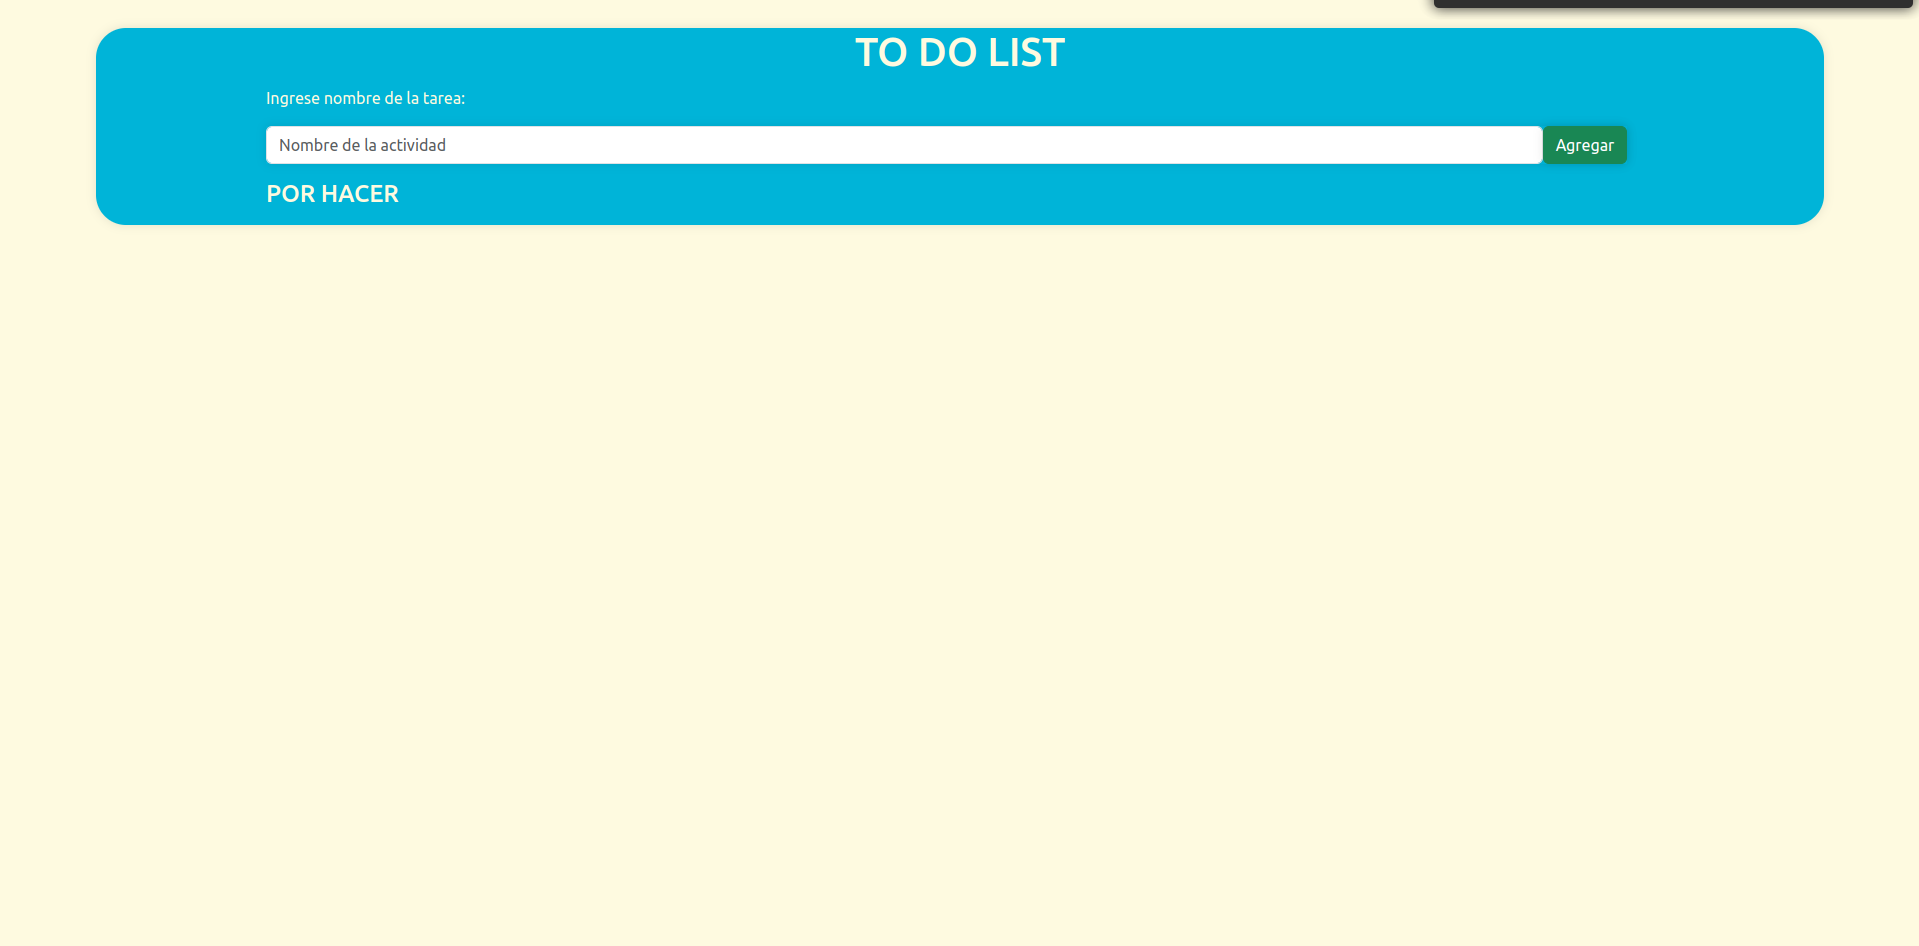 TO DO LIST
Ingrese nombre de la tarea:
Nombre de la actividad
Agregar
POR HACER